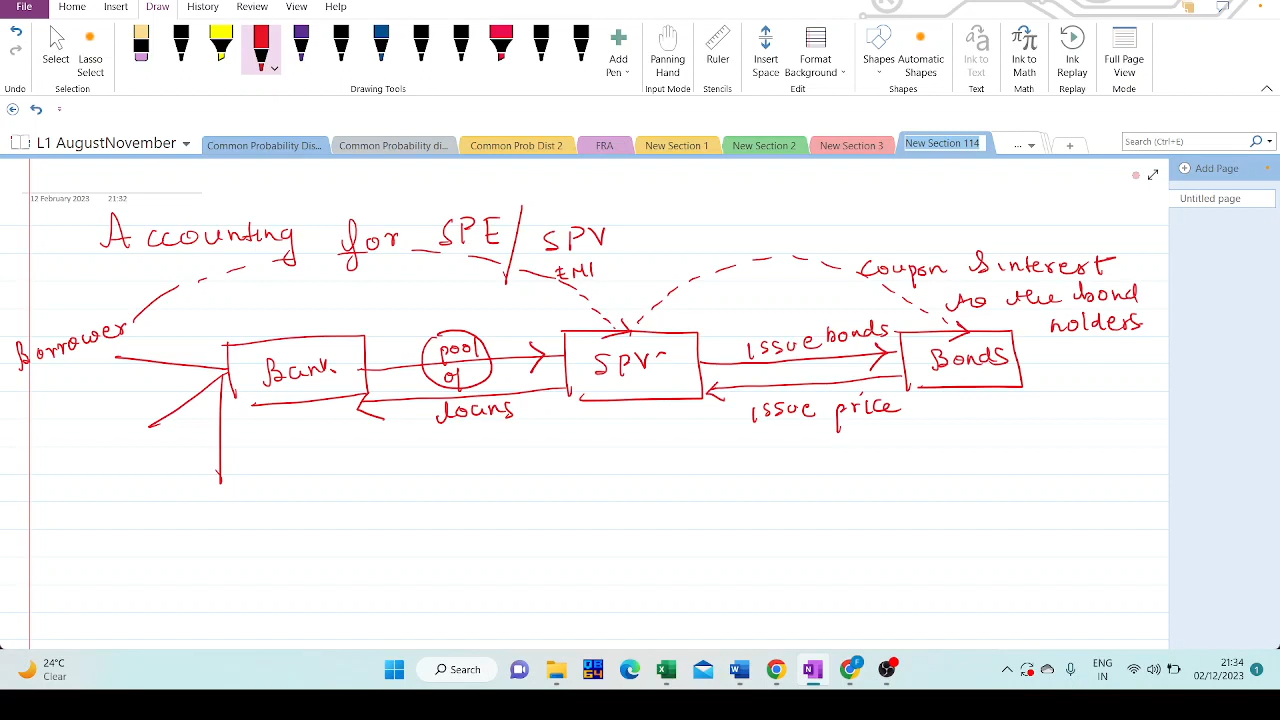 File Home Insert Draw History Review View Help
Undo
Select
Lasso Select
Add Pen
Panning Hand
Ruler
Insert Space
Format Background
Shapes
Automatic Shapes
Ink to Text
Ink to Math
Ink Replay
Full Page View
Undo Selection Drawing Tools Input Mode Stencils Edit Shapes Text Math Replay Mode
L1 AugustNovember Common Probability Dis... Common Probability di... Common Prob Dist 2 FRA New Section 1 New Section 2 New Section 3 New Section 114 ... Search (Ctrl+E)
Add Page
Untitled page
12 February 2023 21:32
Accounting for SPE / SPV
EMI
coupon & interest
to the bond
holders
Borrower
Bank
pool
of
loans
SPV
issue bonds
issue price
Bonds
24°C
Clear
Search
ENG
IN
21:34
02/12/2023
1